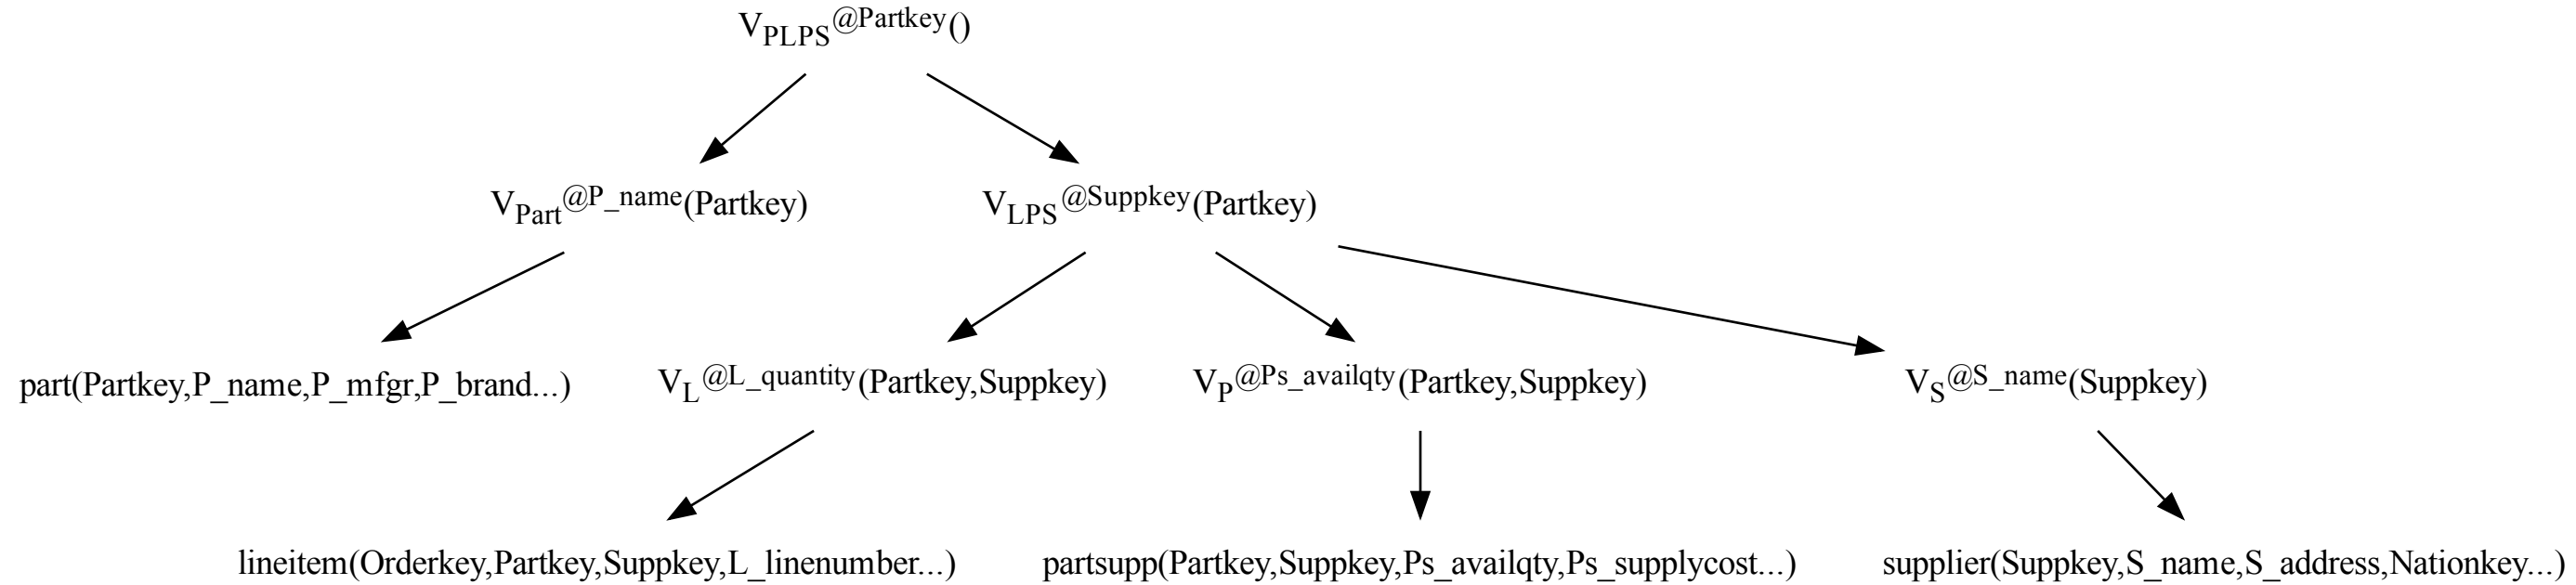 V_PLPS^@Partkey()
V_Part^@P_name(Partkey) V_LPS^@Suppkey(Partkey)
part(Partkey,P_name,P_mfgr,P_brand...) V_L^@L_quantity(Partkey,Suppkey) V_P^@Ps_availqty(Partkey,Suppkey) V_S^@S_name(Suppkey)
lineitem(Orderkey,Partkey,Suppkey,L_linenumber...) partsupp(Partkey,Suppkey,Ps_availqty,Ps_supplycost...) supplier(Suppkey,S_name,S_address,Nationkey...)